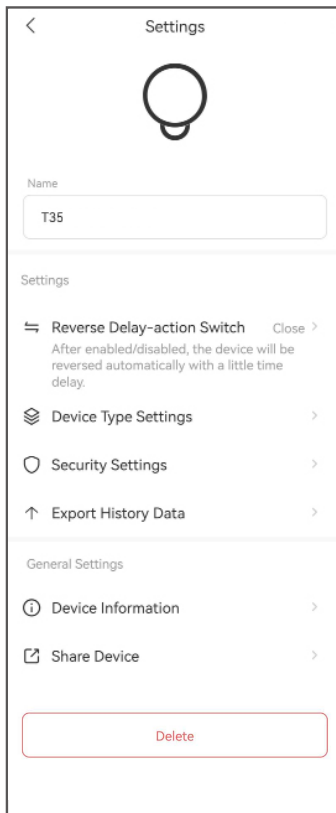 Settings
Name
T35
Settings
Reverse Delay-action Switch Close
After enabled/disabled, the device will be
reversed automatically with a little time
delay.
Device Type Settings
Security Settings
Export History Data
General Settings
Device Information
Share Device
Delete